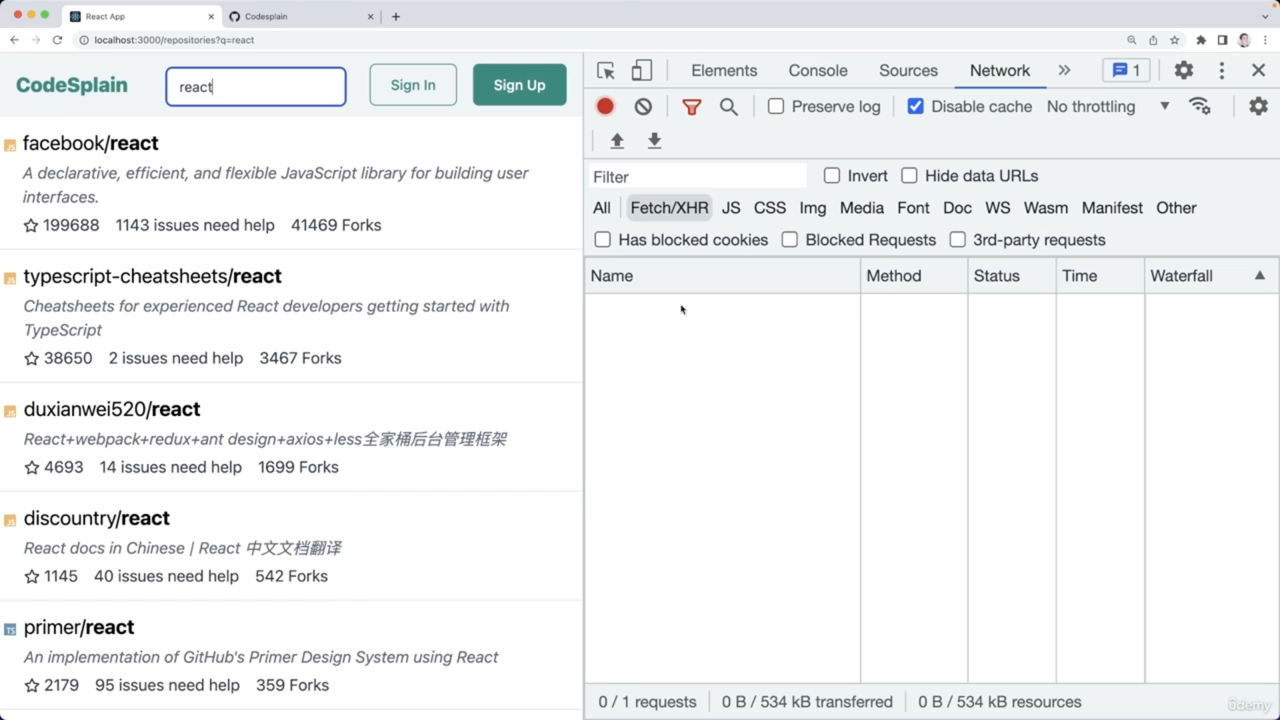 React App
Codesplain
localhost:3000/repositories?q=react
CodeSplain
react
Sign In
Sign Up
facebook/react
A declarative, efficient, and flexible JavaScript library for building user
interfaces.
199688 1143 issues need help 41469 Forks
typescript-cheatsheets/react
Cheatsheets for experienced React developers getting started with
TypeScript
38650 2 issues need help 3467 Forks
duxianwei520/react
React+webpack+redux+ant design+axios+less全家桶后台管理框架
4693 14 issues need help 1699 Forks
discountry/react
React docs in Chinese | React 中文文档翻译
1145 40 issues need help 542 Forks
TS primer/react
An implementation of GitHub's Primer Design System using React
2179 95 issues need help 359 Forks
Elements Console Sources Network 1
Preserve log Disable cache No throttling
Filter Invert Hide data URLs
All Fetch/XHR JS CSS Img Media Font Doc WS Wasm Manifest Other
Has blocked cookies Blocked Requests 3rd-party requests
Name Method Status Time Waterfall
0 / 1 requests 0 B / 534 kB transferred 0 B / 534 kB resources
ûdemy